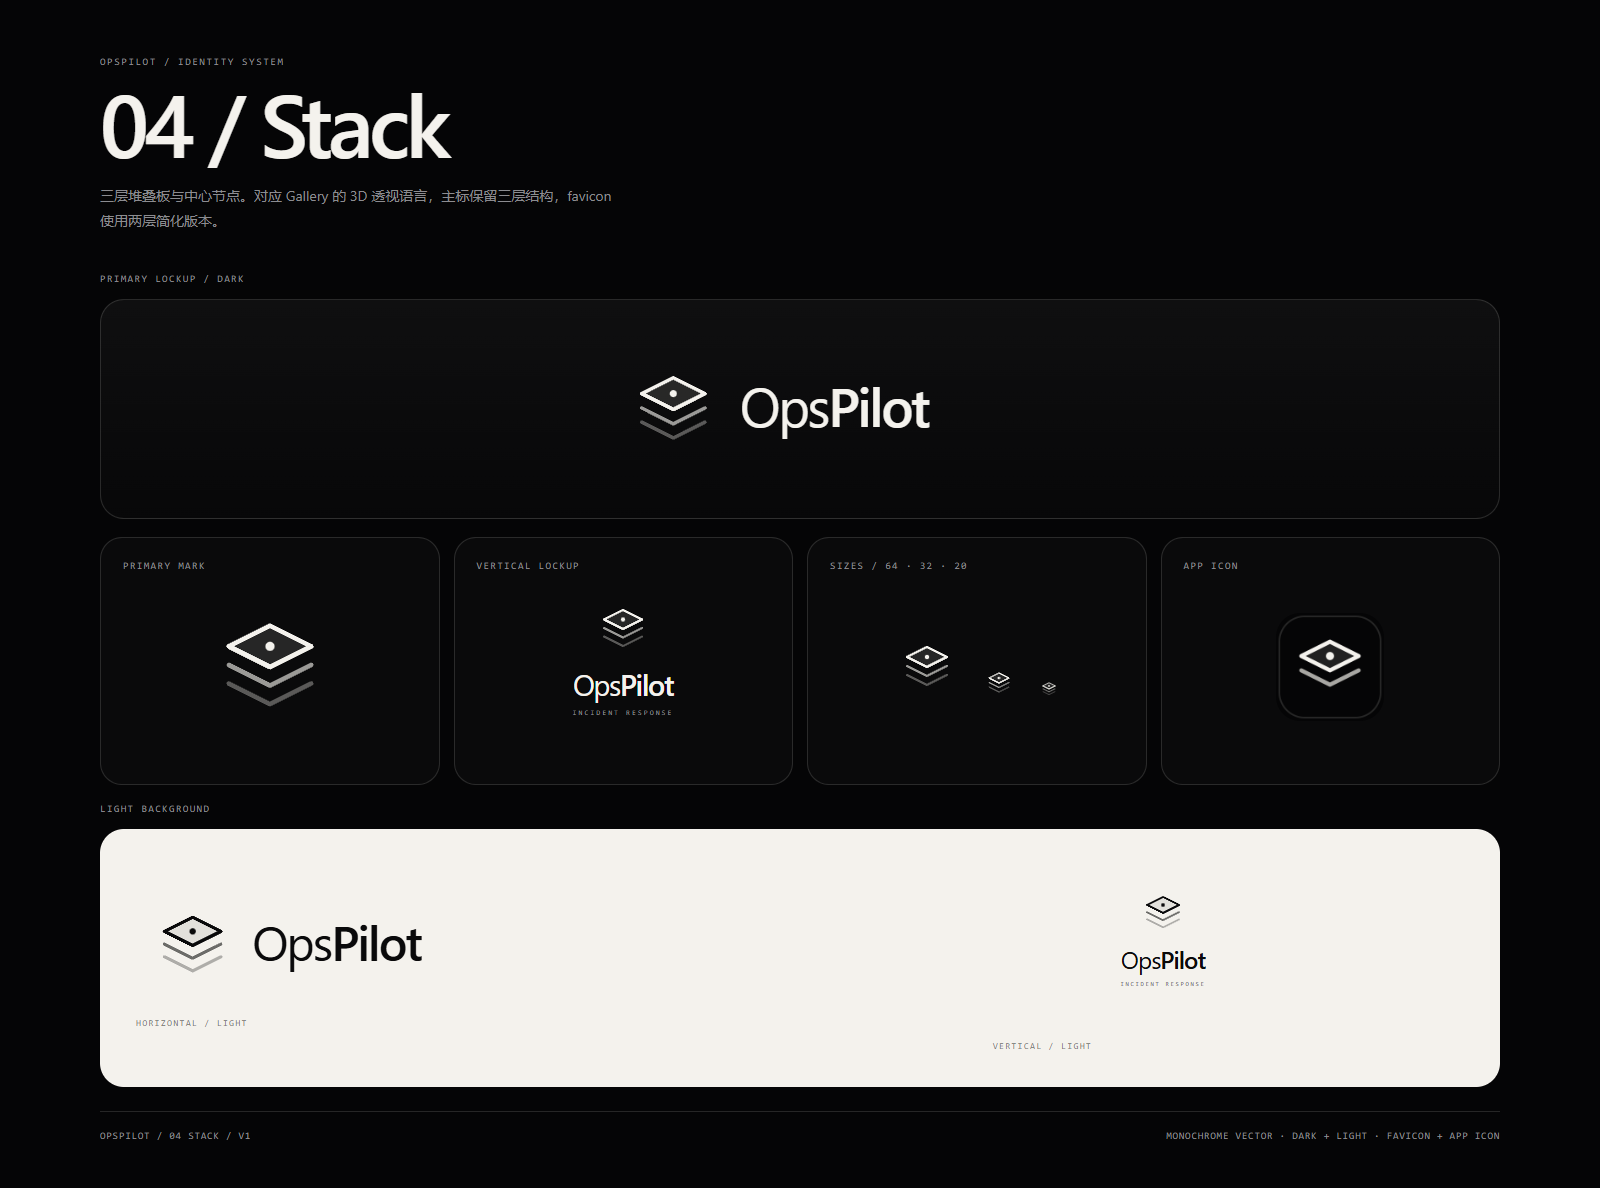 OPSPILOT / IDENTITY SYSTEM
04 / Stack
三层堆叠板与中心节点。对应 Gallery 的 3D 透视语言，主标保留三层结构，favicon
使用两层简化版本。
PRIMARY LOCKUP / DARK
OpsPilot
PRIMARY MARK
VERTICAL LOCKUP
OpsPilot
INCIDENT RESPONSE
SIZES / 64 · 32 · 20
APP ICON
LIGHT BACKGROUND
OpsPilot
HORIZONTAL / LIGHT
OpsPilot
INCIDENT RESPONSE
VERTICAL / LIGHT
OPSPILOT / 04 STACK / V1
MONOCHROME VECTOR · DARK + LIGHT · FAVICON + APP ICON